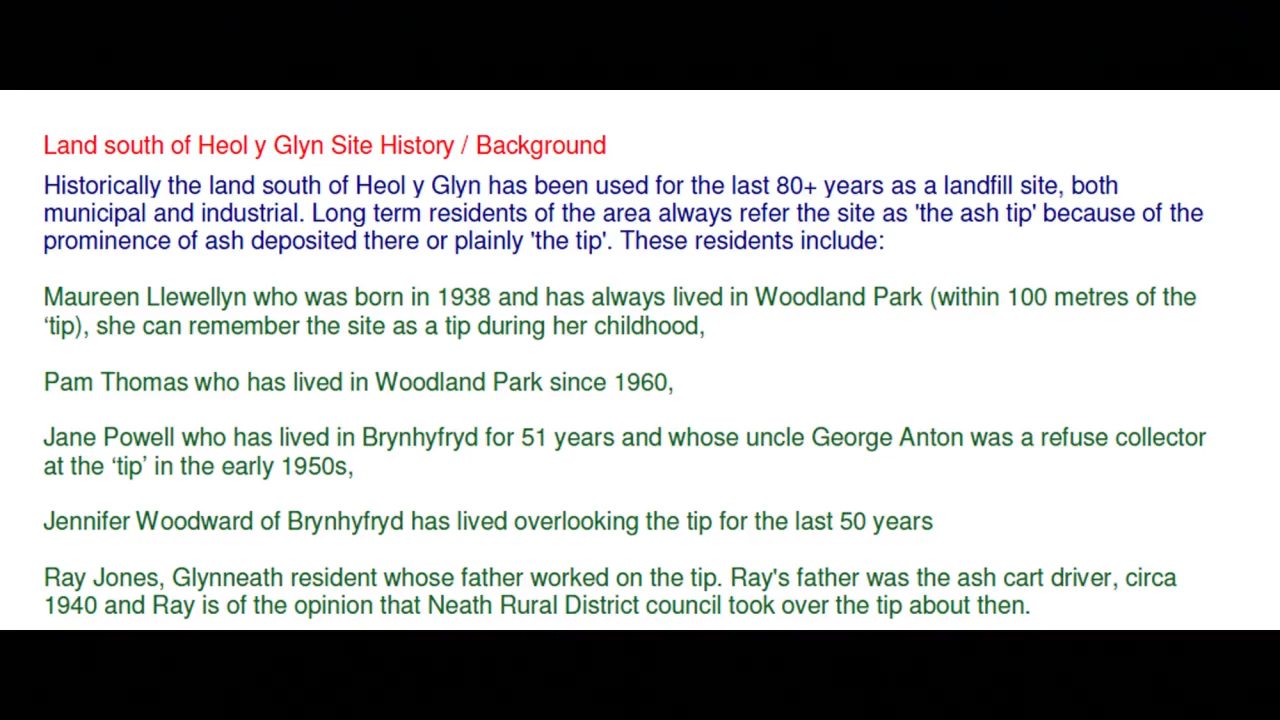 Land south of Heol y Glyn Site History / Background
Historically the land south of Heol y Glyn has been used for the last 80+ years as a landfill site, both
municipal and industrial. Long term residents of the area always refer the site as 'the ash tip' because of the
prominence of ash deposited there or plainly 'the tip'. These residents include:
Maureen Llewellyn who was born in 1938 and has always lived in Woodland Park (within 100 metres of the
‘tip), she can remember the site as a tip during her childhood,
Pam Thomas who has lived in Woodland Park since 1960,
Jane Powell who has lived in Brynhyfryd for 51 years and whose uncle George Anton was a refuse collector
at the ‘tip’ in the early 1950s,
Jennifer Woodward of Brynhyfryd has lived overlooking the tip for the last 50 years
Ray Jones, Glynneath resident whose father worked on the tip. Ray's father was the ash cart driver, circa
1940 and Ray is of the opinion that Neath Rural District council took over the tip about then.